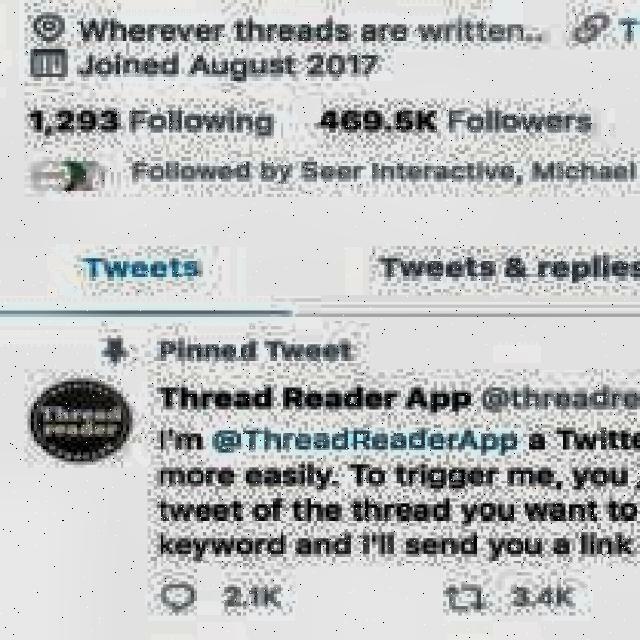 Wherever threads are written... T
Joined August 2017
1,293 Following 469.5K Followers
Followed by Seer Interactive, Michael
Tweets Tweets & replies
Pinned Tweet
Thread Reader App @threadre
I'm @ThreadReaderApp a Twitte
more easily. To trigger me, you
tweet of the thread you want to
keyword and i'll send you a link
2.1K 3.4K